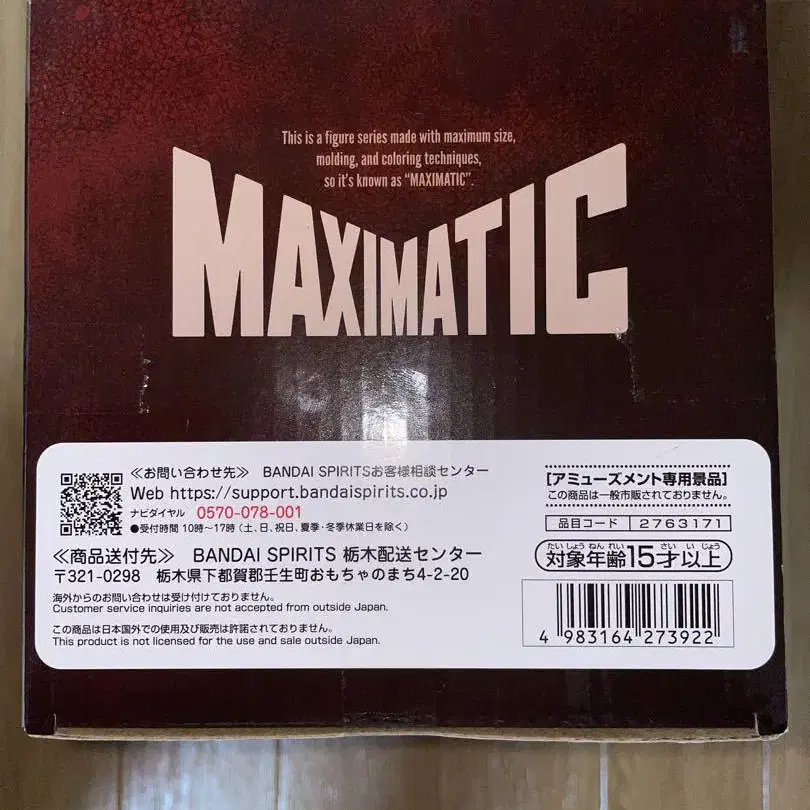 This is a figure series made with maximum size,
molding, and coloring techniques,
so it's known as “MAXIMATIC”.
MAXIMATIC
≪お問い合わせ先≫ BANDAI SPIRITSお客様相談センター
Web https://support.bandaispirits.co.jp
ナビダイヤル 0570-078-001
●受付時間 10時〜17時（土、日、祝日、夏季・冬季休業日を除く）
≪商品送付先≫ BANDAI SPIRITS 栃木配送センター
〒321-0298 栃木県下都賀郡壬生町おもちゃのまち4-2-20
海外からのお問い合わせは受け付けておりません。
Customer service inquiries are not accepted from outside Japan.
この商品は日本国外での使用及び販売は許諾されておりません。
This product is not licensed for the use and sale outside Japan.
[アミューズメント専用景品]
この商品は一般市販されておりません。
品目コード 2763171
たいしょうねんれい さい いじょう
対象年齢15才以上
4 983164 273922